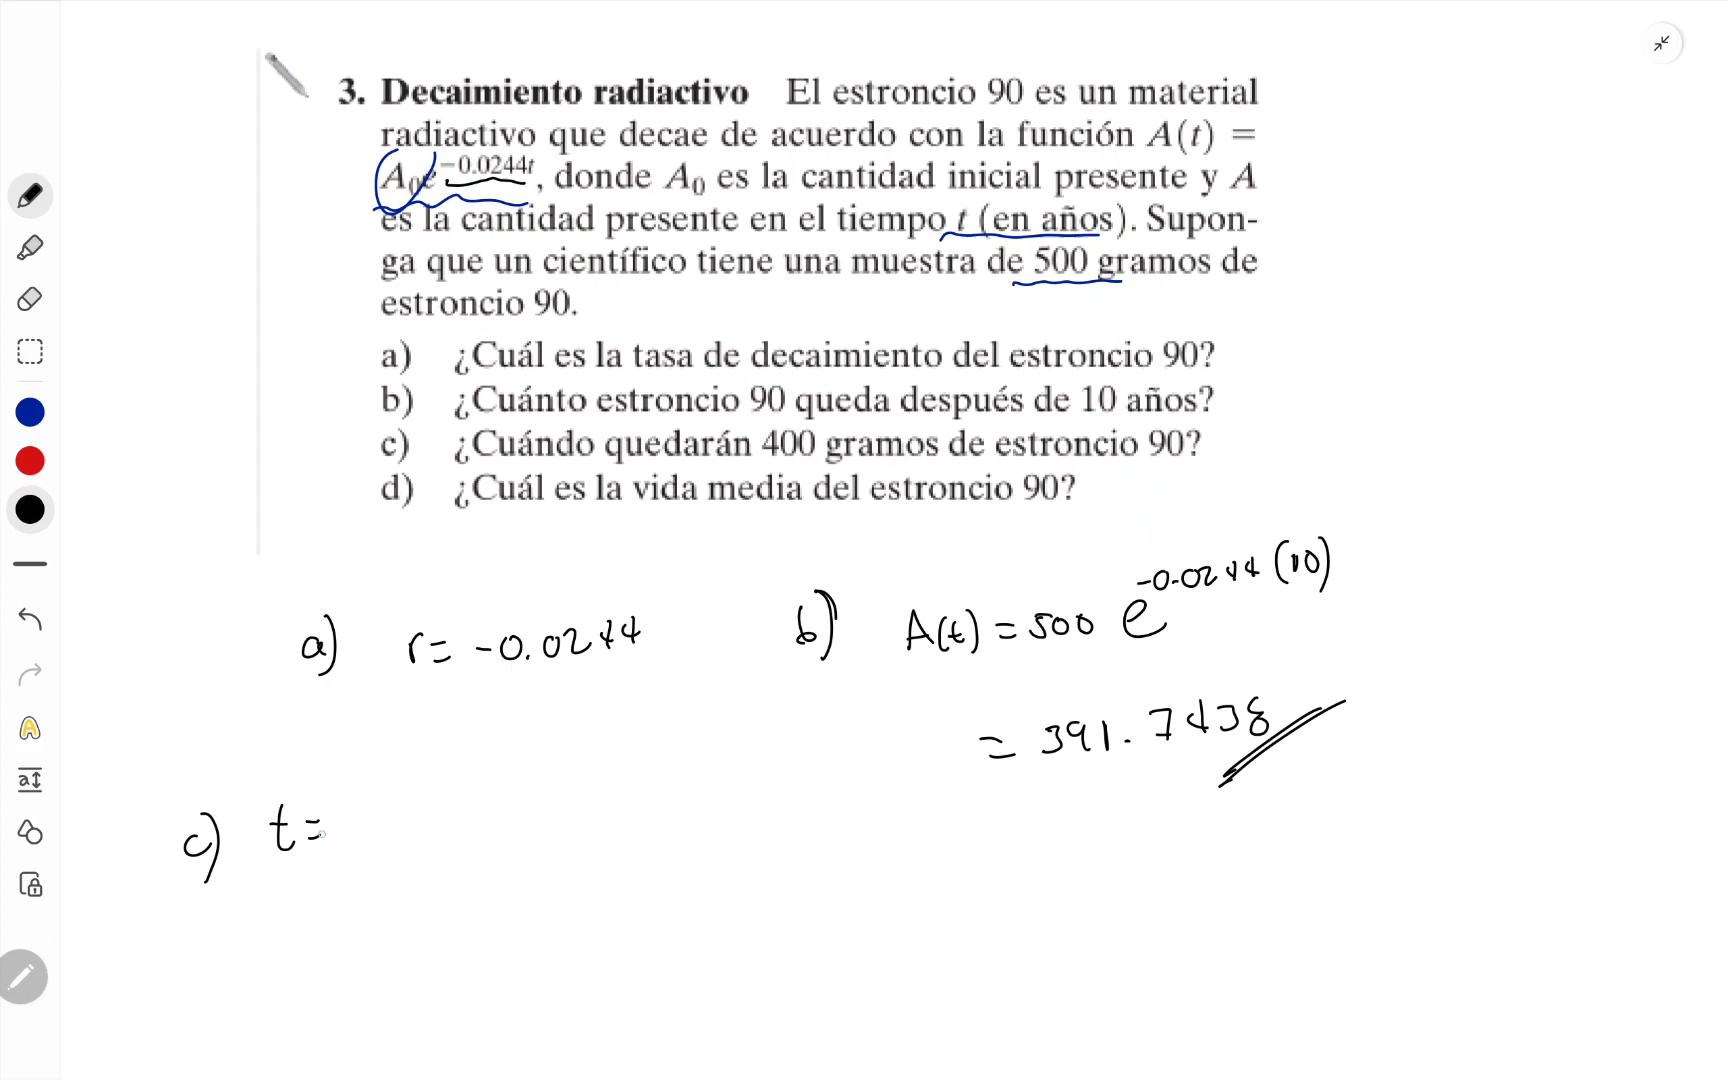 3. Decaimiento radiactivo El estroncio 90 es un material
radiactivo que decae de acuerdo con la función A(t) =
A₀e^−0.0244t, donde A₀ es la cantidad inicial presente y A
es la cantidad presente en el tiempo t (en años). Supon-
ga que un científico tiene una muestra de 500 gramos de
estroncio 90.
a) ¿Cuál es la tasa de decaimiento del estroncio 90?
b) ¿Cuánto estroncio 90 queda después de 10 años?
c) ¿Cuándo quedarán 400 gramos de estroncio 90?
d) ¿Cuál es la vida media del estroncio 90?
a) r = -0.0244
b) A(t) = 500 e^-0.0244(10)
= 391.7438
c) t =